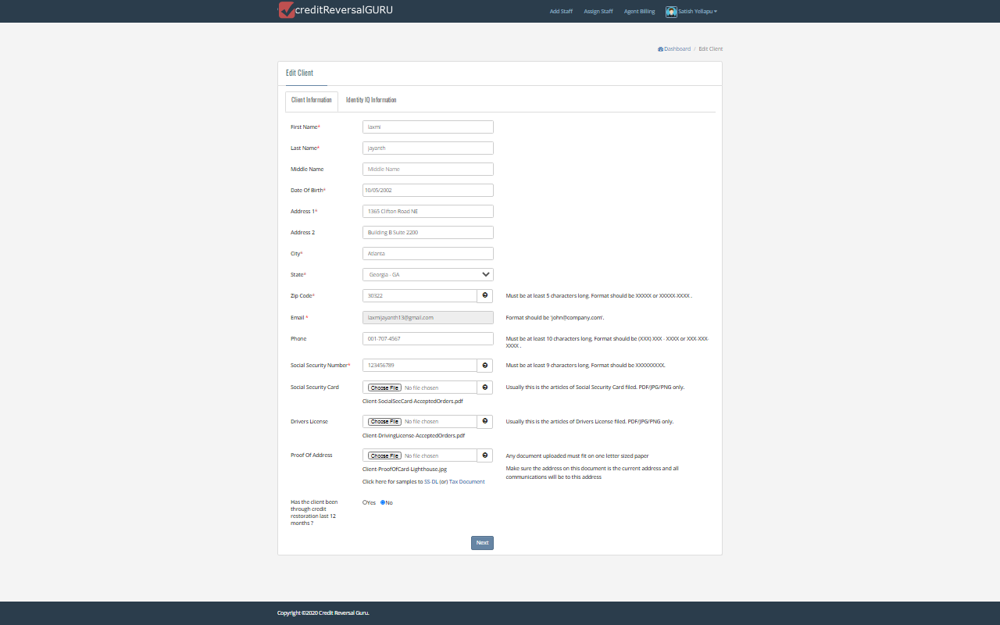 creditReversalGURU
Add Staff Assign Staff Agent Billing Satish Yellapu
Dashboard / Edit Client
Edit Client
Client Information Identity IQ Information
First Name* laxmi
Last Name* jayanth
Middle Name Middle Name
Date Of Birth* 10/05/2002
Address 1* 1365 Clifton Road NE
Address 2 Building B Suite 2200
City* Atlanta
State* Georgia - GA
Zip Code* 30322 Must be at least 5 characters long. Format should be XXXXX or XXXXX-XXXX .
Email * laxmijayanth13@gmail.com Format should be 'john@company.com'.
Phone 001-707-4567 Must be at least 10 characters long. Format should be (XXX) XXX - XXXX or XXX-XXX-
XXXX .
Social Security Number* 123456789 Must be at least 9 characters long. Format should be XXXXXXXXX.
Social Security Card Choose File No file chosen Usually this is the articles of Social Security Card filed. PDF/JPG/PNG only.
Client-SocialSecCard-AcceptedOrders.pdf
Drivers License Choose File No file chosen Usually this is the articles of Drivers License filed. PDF/JPG/PNG only.
Client-DrivingLicense-AcceptedOrders.pdf
Proof Of Address Choose File No file chosen Any document uploaded must fit on one letter sized paper
Client-ProofOfCard-Lighthouse.jpg Make sure the address on this document is the current address and all
communications will be to this address
Click here for samples to SS-DL (or) Tax Document
Has the client been Yes No
through credit
restoration last 12
months ?
Next
Copyright ©2020 Credit Reversal Guru.